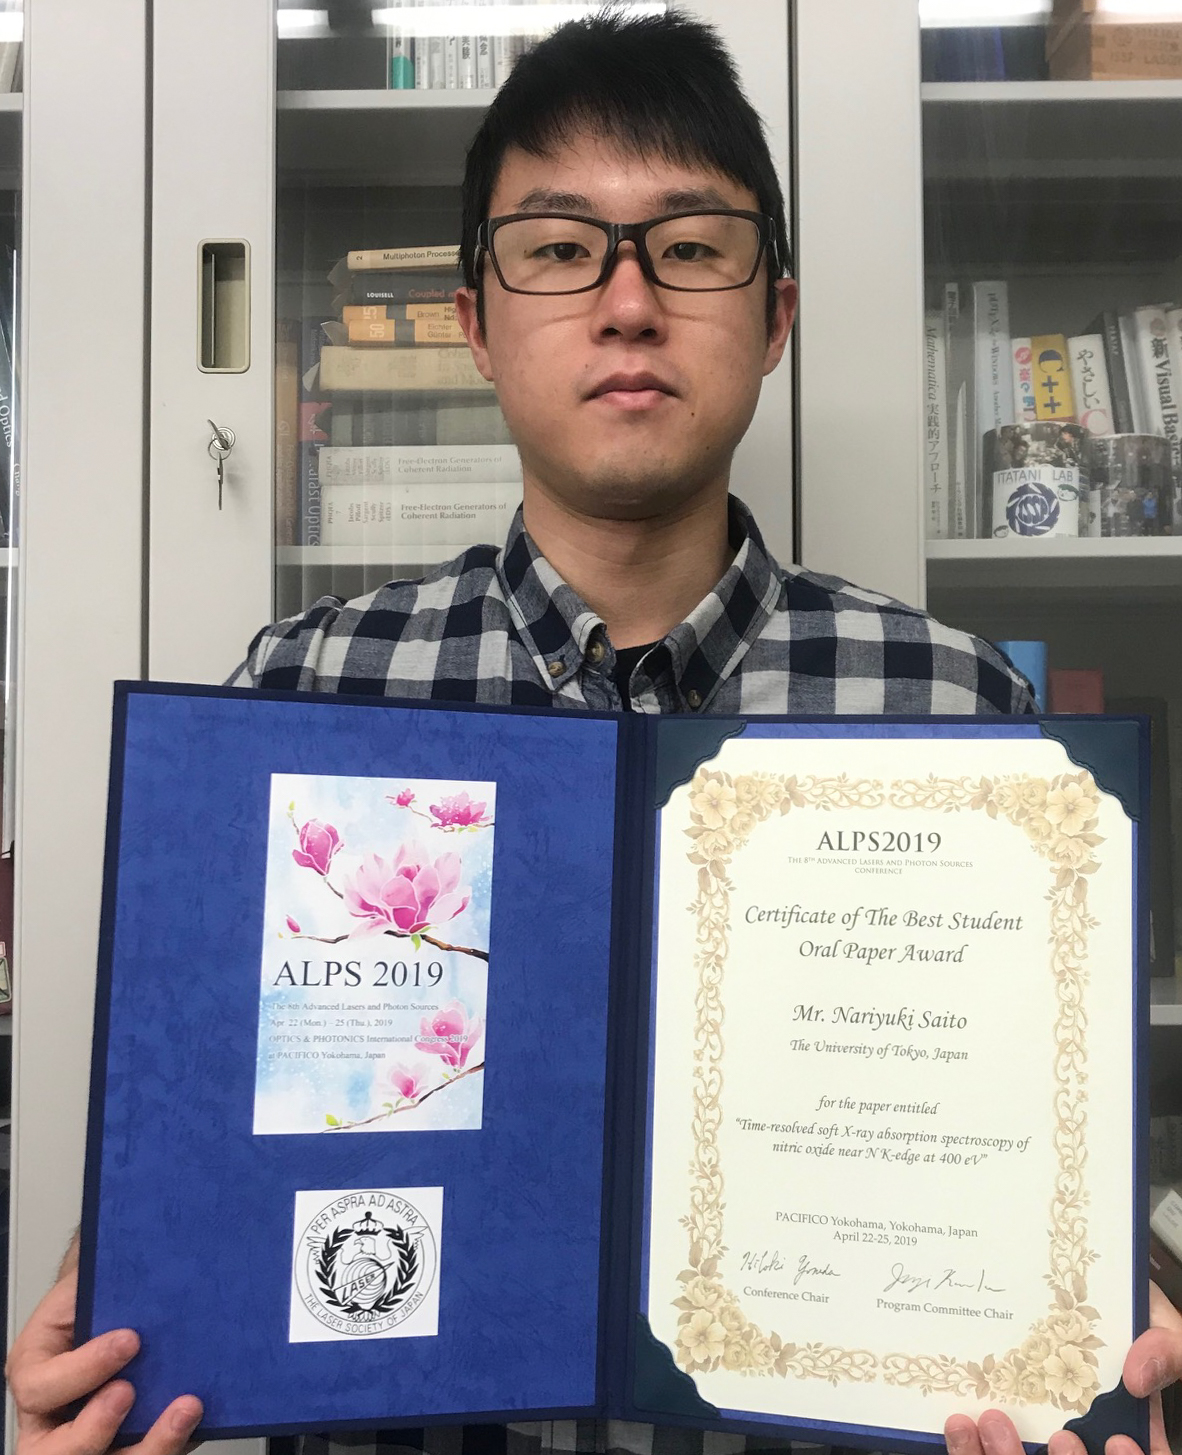 Multiphoton Processes
LOUISELL
Coupled
Brown
Eichler
Günter
Free-Electron Generators of
Coherent Radiation
Free-Electron Generators of
Coherent Radiation
Mathematica 実践的アプローチ
C++
やさしいC
新 Visual Basic
ITATANI LAB
ALPS 2019
The 8th Advanced Lasers and Photon Sources
Apr 22 (Mon.) – 25 (Thu.), 2019
OPTICS & PHOTONICS International Congress 2019
at PACIFICO Yokohama, Japan
PER ASPRA AD ASTRA
LASER
THE LASER SOCIETY OF JAPAN
ALPS2019
THE 8TH ADVANCED LASERS AND PHOTON SOURCES
CONFERENCE
Certificate of The Best Student
Oral Paper Award
Mr. Nariyuki Saito
The University of Tokyo, Japan
for the paper entitled
“Time-resolved soft X-ray absorption spectroscopy of
nitric oxide near N K-edge at 400 eV”
PACIFICO Yokohama, Yokohama, Japan
April 22-25, 2019
Conference Chair
Program Committee Chair